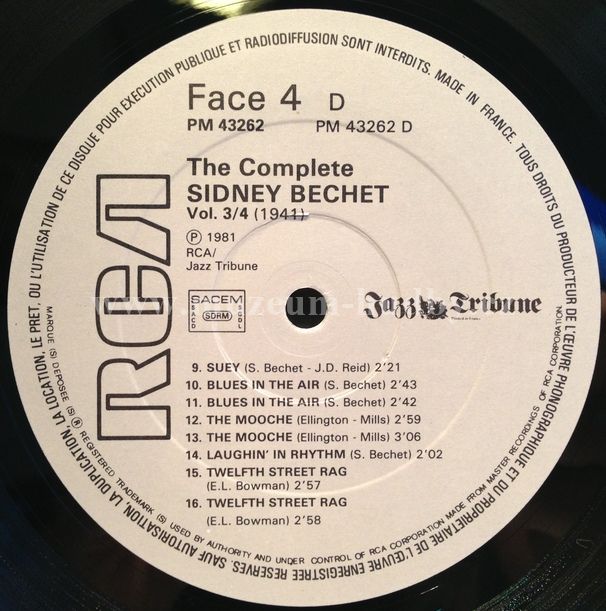 Face 4 D
PM 43262 PM 43262 D
The Complete
SIDNEY BECHET
Vol. 3/4 (1941)
Ⓟ 1981
RCA/
Jazz Tribune
RCA
SACEM
SACD SDRM SGDL
Jazz Tribune
9. SUEY (S. Bechet - J.D. Reid) 2'21
10. BLUES IN THE AIR (S. Bechet) 2'43
11. BLUES IN THE AIR (S. Bechet) 2'42
12. THE MOOCHE (Ellington - Mills) 2'59
13. THE MOOCHE (Ellington - Mills) 3'06
14. LAUGHIN' IN RHYTHM (S. Bechet) 2'02
15. TWELFTH STREET RAG
(E.L. Bowman) 2'57
16. TWELFTH STREET RAG
(E.L. Bowman) 2'58
MADE IN FRANCE. TOUS DROITS DU PRODUCTEUR DE L'ŒUVRE PHONOGRAPHIQUE ET DU PROPRIETAIRE DE L'ŒUVRE ENREGISTREE RESERVES. SAUF AUTORISATION, LA DUPLICATION, LA LOCATION, LE PRET, OU L'UTILISATION DE CE DISQUE POUR EXECUTION PUBLIQUE ET RADIODIFFUSION SONT INTERDITS.
MARQUE (S) DEPOSEE (S) ® REGISTERED TRADEMARK (S) USED BY AUTHORITY AND UNDER CONTROL OF RCA CORPORATION MADE FROM MASTER RECORDINGS OF RCA CORPORATION